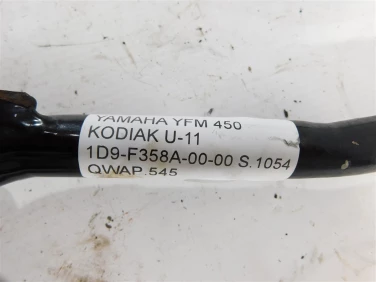 YAMAHA YFM 450
KODIAK U-11
1D9-F358A-00-00 S.1054
QWAP.545